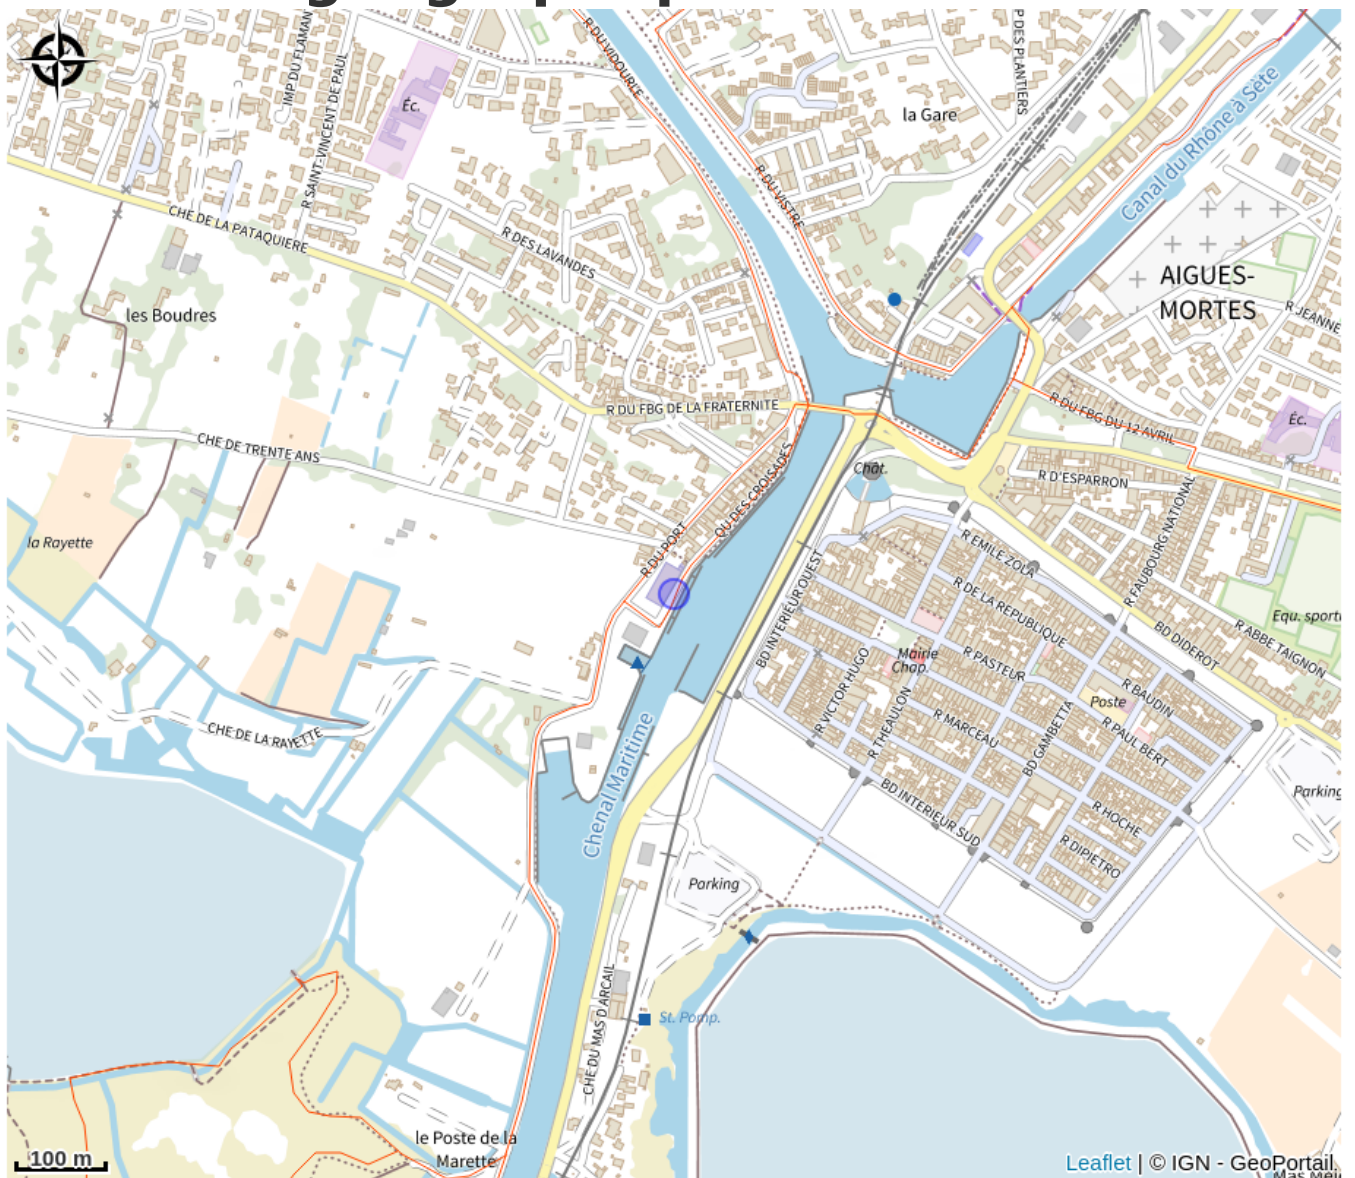 R DU VIDOURLE
P DES PLANTIERS
IMP DU FLAMAN
R SAINT-VINCENT DE PAUL
Éc.
la Gare
Canal du Rhône à Sète
R DU VISTRE
CHE DE LA PATAQUIERE
R DES LAVANDES
AIGUES-
MORTES
R JEANNE
les Boudres
R DU FBG DE LA FRATERNITE
R DU FBG DU 12 AVRIL
Éc.
CHE DE TRENTE ANS
QU DES CROISADES
Chât.
R D'ESPARRON
R FAUBOURG NATIONAL
la Rayette
R DU PORT
R EMILE ZOLA
BD INTERIEUR OUEST
R DE LA REPUBLIQUE
Equ. sporti
R ABBE TAIGNON
BD DIDEROT
Mairie
Chap.
R PASTEUR
R VICTOR HUGO
R THEAULON
R BAUDIN
Poste
R MARCEAU
BD GAMBETTA
R PAUL BERT
CHE DE LA RAYETTE
Chenal Maritime
BD INTERIEUR SUD
R HOCHE
R DIPIETRO
Parking
Parking
CHE DU MAS D'ARCAIL
St. Pomp.
le Poste de la
Marette
100 m
Leaflet | © IGN - GeoPortail